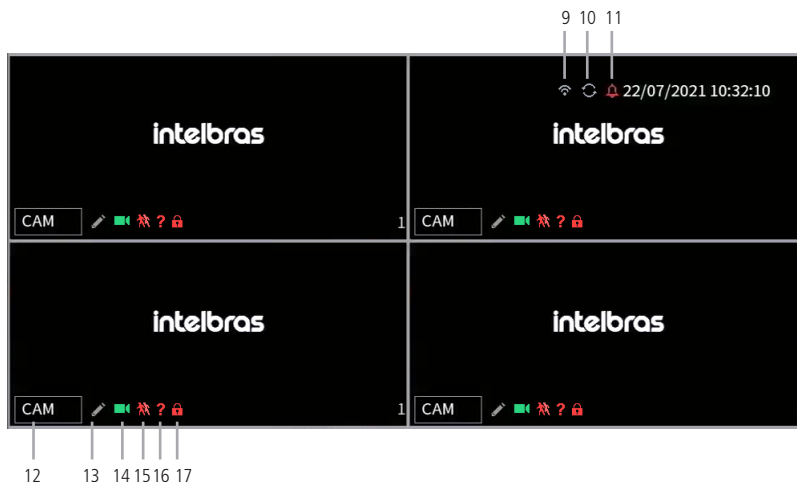 9 10 11
22/07/2021 10:32:10
intelbras intelbras
CAM ? 1 CAM ?
intelbras intelbras
CAM ? 1 CAM ?
12 13 14 15 16 17